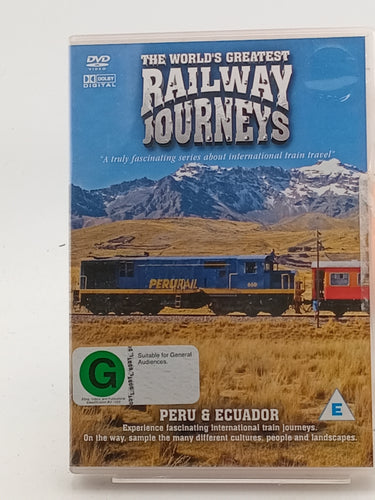 DVD
VIDEO
DOLBY
DIGITAL
THE WORLD'S GREATEST
RAILWAY
JOURNEYS
"A truly fascinating series about international train travel"
PERURAIL
G
Suitable for General
Audiences.
PERU & ECUADOR
E
Experience fascinating international train journeys.
On the way, sample the many different cultures, people and landscapes.